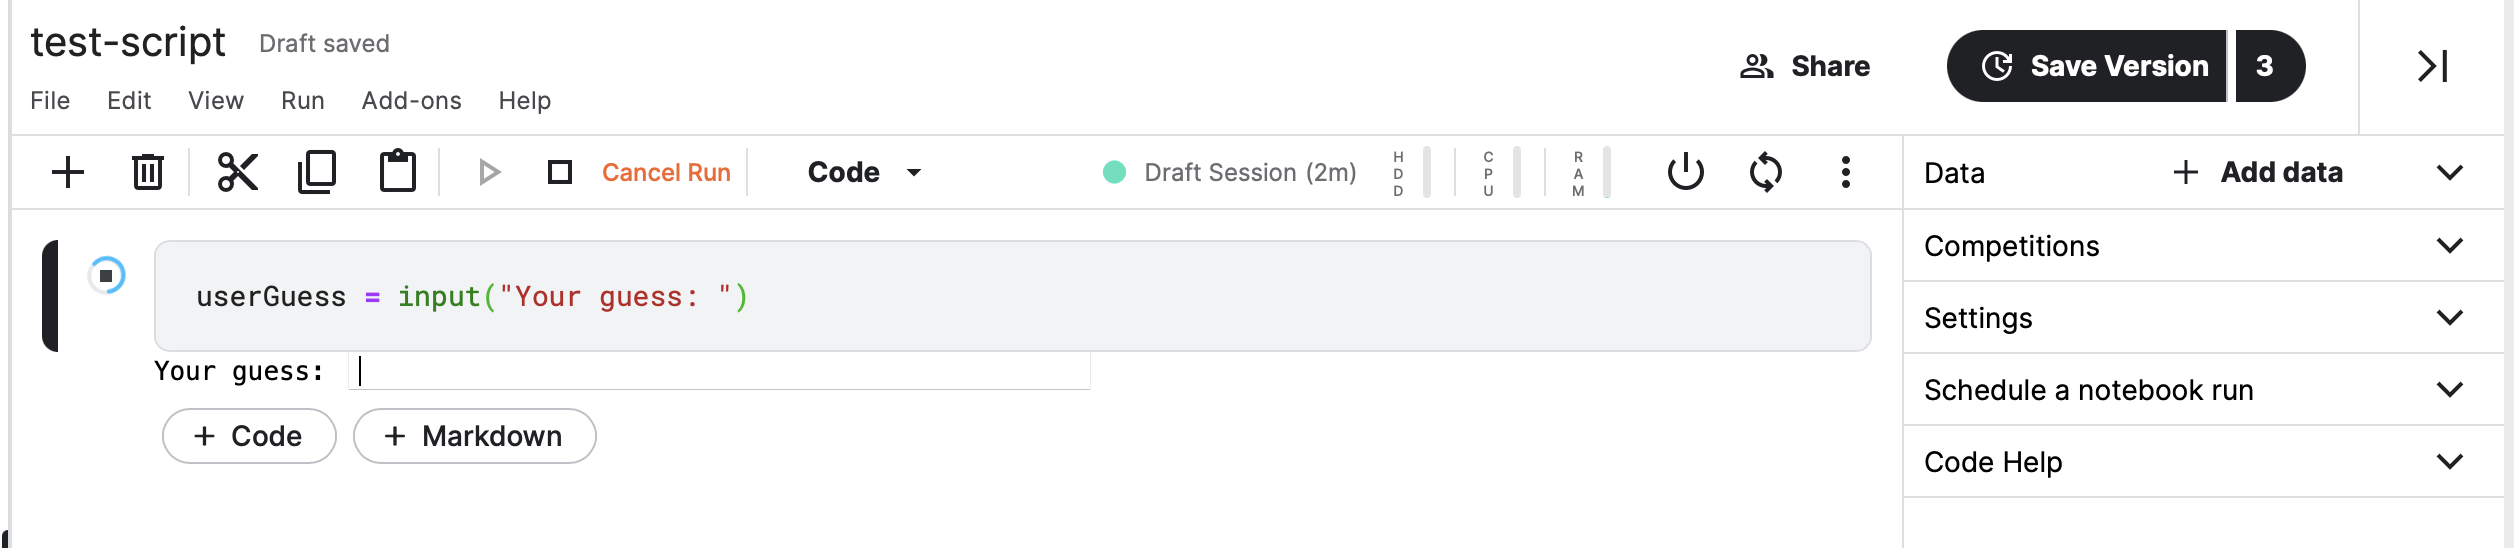 test-script Draft saved
File Edit View Run Add-ons Help
Share
Save Version 3
Cancel Run Code Draft Session (2m) HDD CPU RAM
Data + Add data
Competitions
Settings
Schedule a notebook run
Code Help
userGuess = input("Your guess: ")
Your guess:
+ Code + Markdown